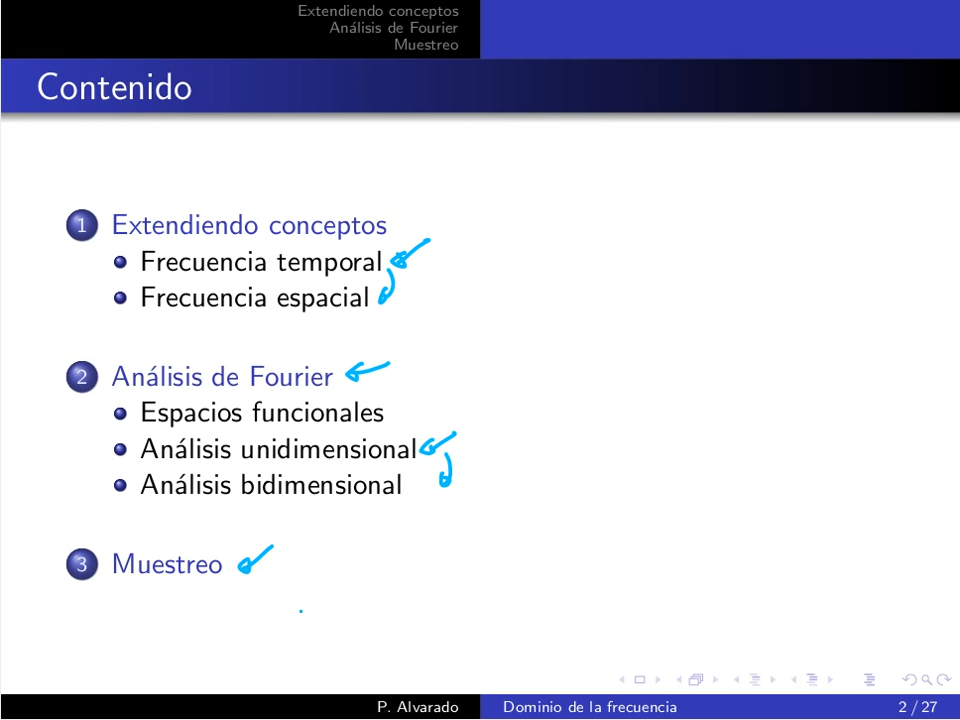 Extendiendo conceptos
Análisis de Fourier
Muestreo
Contenido
1 Extendiendo conceptos
Frecuencia temporal
Frecuencia espacial
2 Análisis de Fourier
Espacios funcionales
Análisis unidimensional
Análisis bidimensional
3 Muestreo
P. Alvarado Dominio de la frecuencia 2 / 27